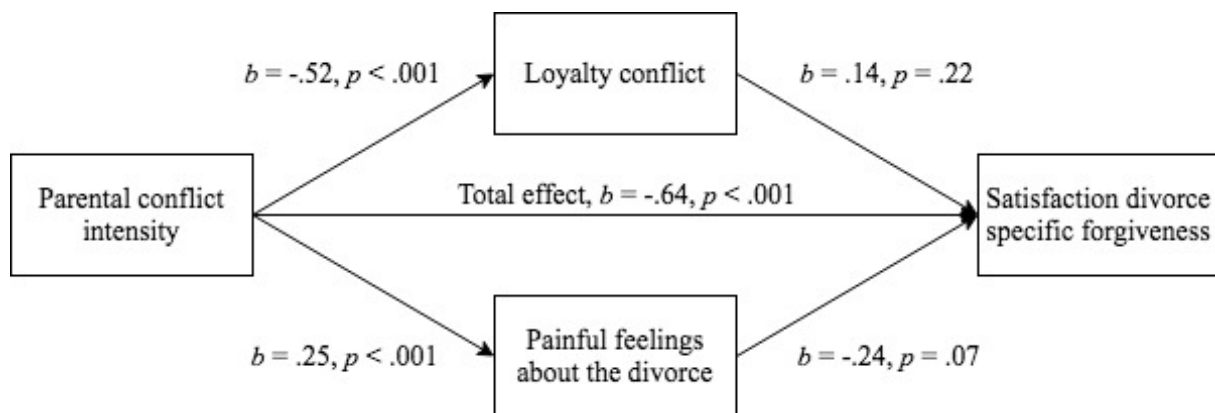 b = -.52, p < .001
Loyalty conflict
b = .14, p = .22
Parental conflict
intensity
Total effect, b = -.64, p < .001
Satisfaction divorce
specific forgiveness
b = .25, p < .001
Painful feelings
about the divorce
b = -.24, p = .07